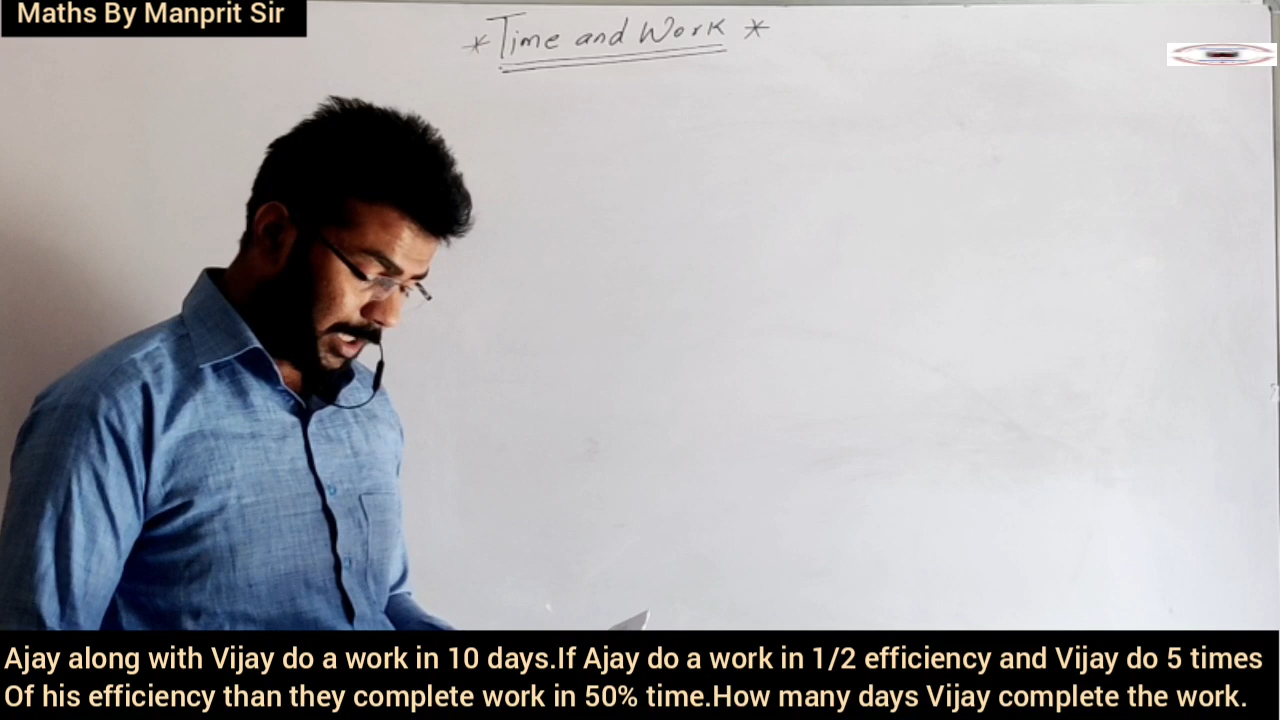 Maths By Manprit Sir
* Time and Work *
Ajay along with Vijay do a work in 10 days.If Ajay do a work in 1/2 efficiency and Vijay do 5 times
Of his efficiency than they complete work in 50% time.How many days Vijay complete the work.